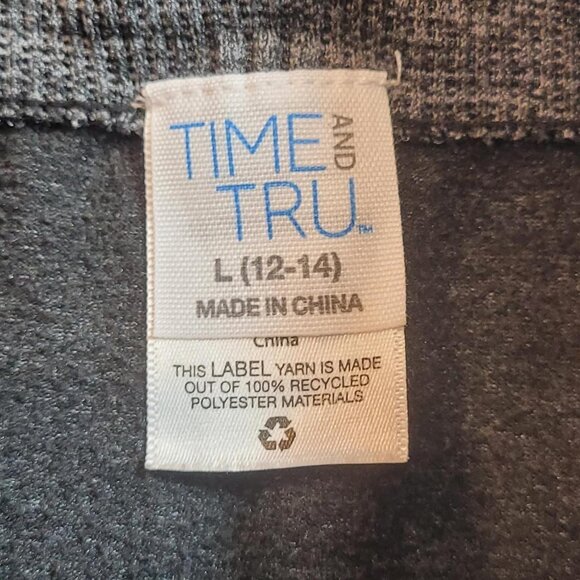 TIME AND
TRU™
L (12-14)
MADE IN CHINA
China
THIS LABEL YARN IS MADE
OUT OF 100% RECYCLED
POLYESTER MATERIALS